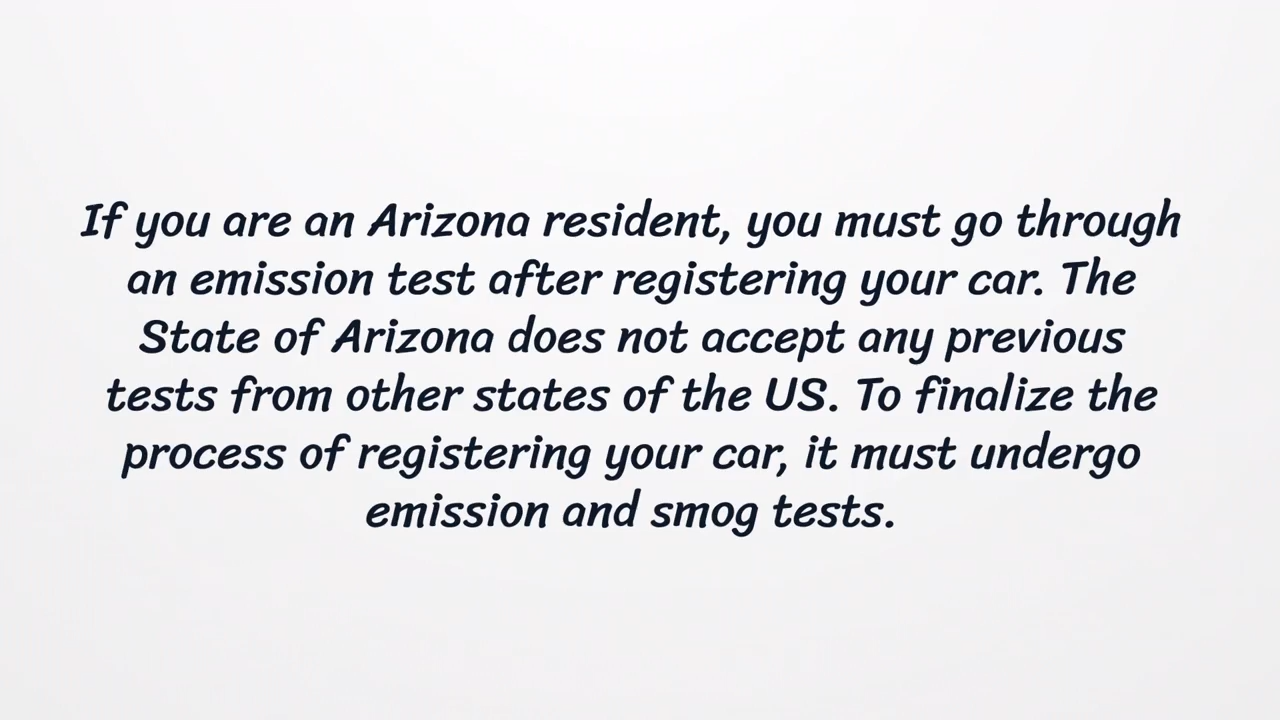 If you are an Arizona resident, you must go through
an emission test after registering your car. The
State of Arizona does not accept any previous
tests from other states of the US. To finalize the
process of registering your car, it must undergo
emission and smog tests.